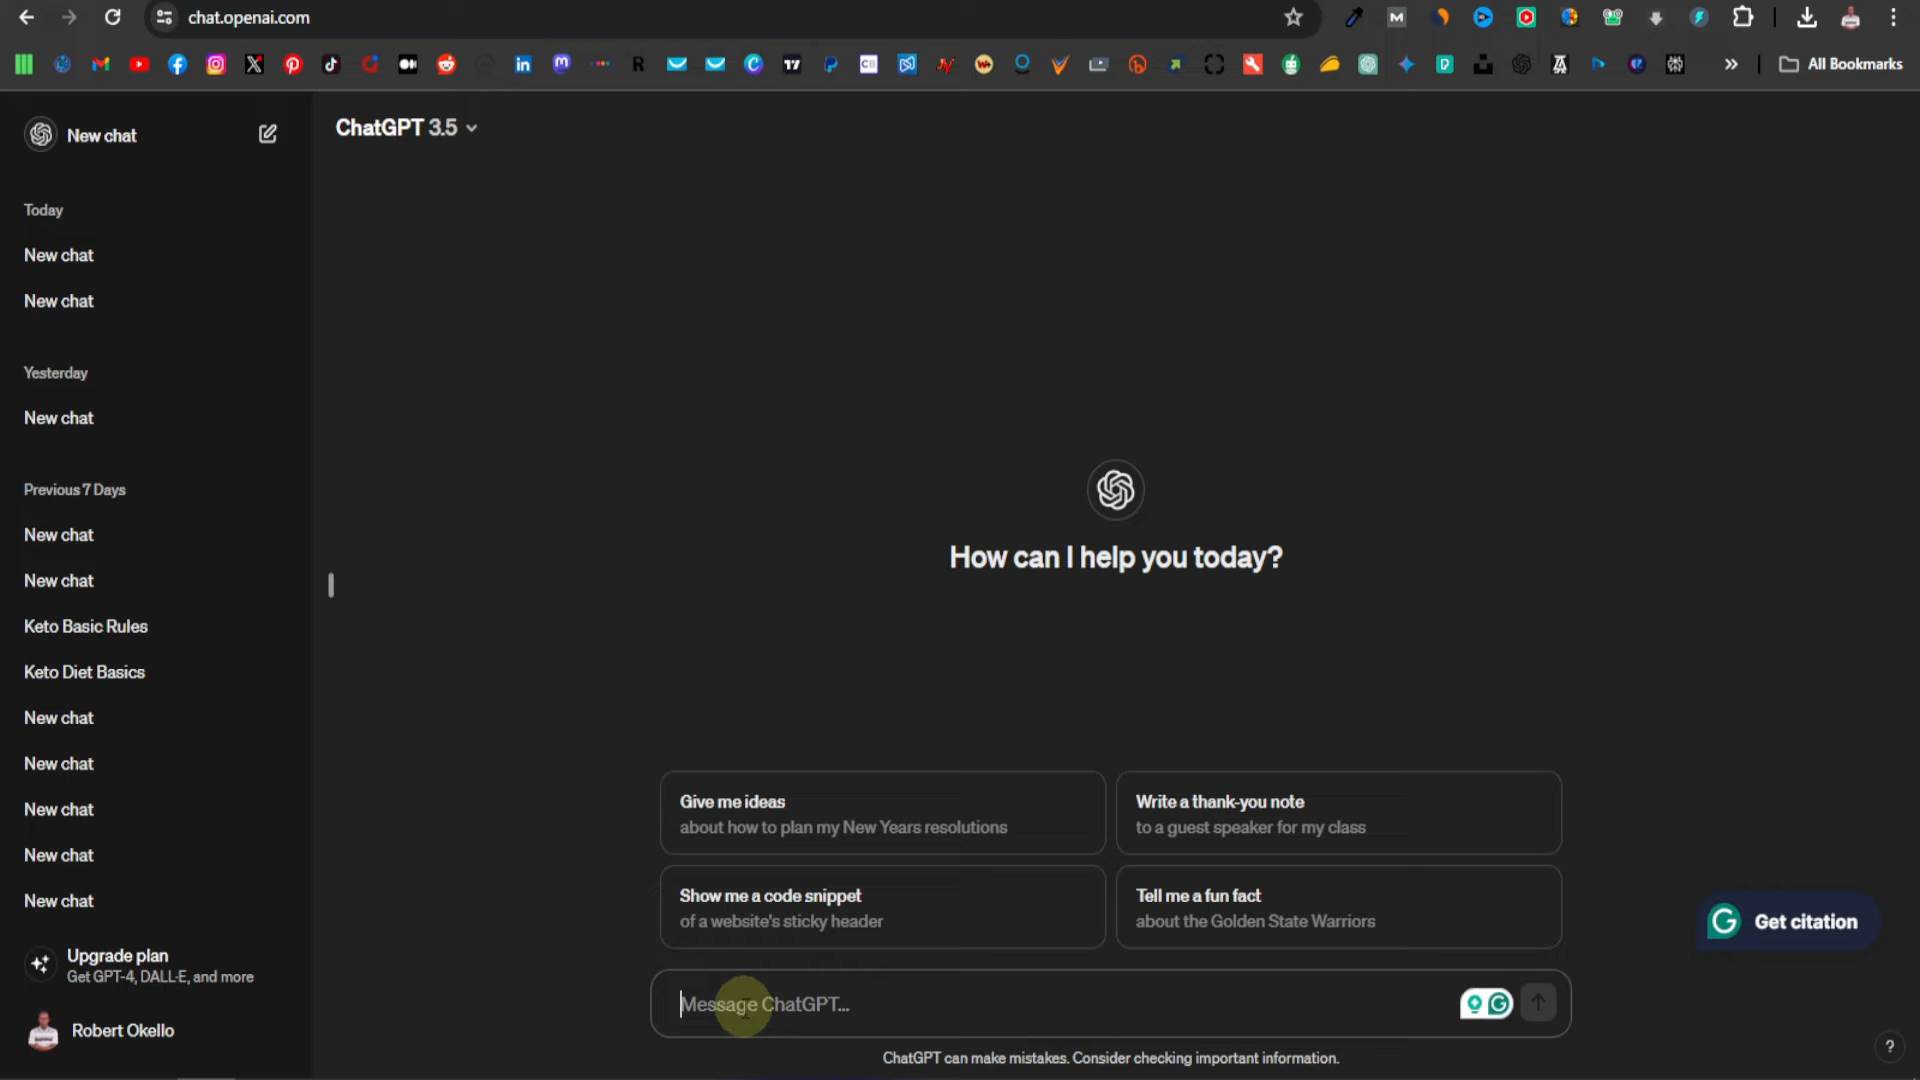 chat.openai.com
All Bookmarks
New chat
Today
New chat
New chat
Yesterday
New chat
Previous 7 Days
New chat
New chat
Keto Basic Rules
Keto Diet Basics
New chat
New chat
New chat
New chat
New chat
Upgrade plan
Get GPT-4, DALL·E, and more
Robert Okello
ChatGPT 3.5
How can I help you today?
Give me ideas
about how to plan my New Years resolutions
Write a thank-you note
to a guest speaker for my class
Show me a code snippet
of a website's sticky header
Tell me a fun fact
about the Golden State Warriors
Get citation
Message ChatGPT...
ChatGPT can make mistakes. Consider checking important information.
?